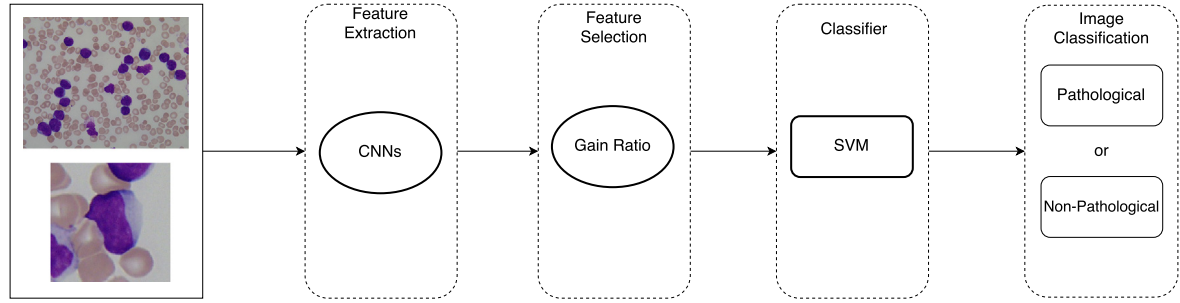 Feature
Extraction
CNNs
Feature
Selection
Gain Ratio
Classifier
SVM
Image
Classification
Pathological
or
Non-Pathological